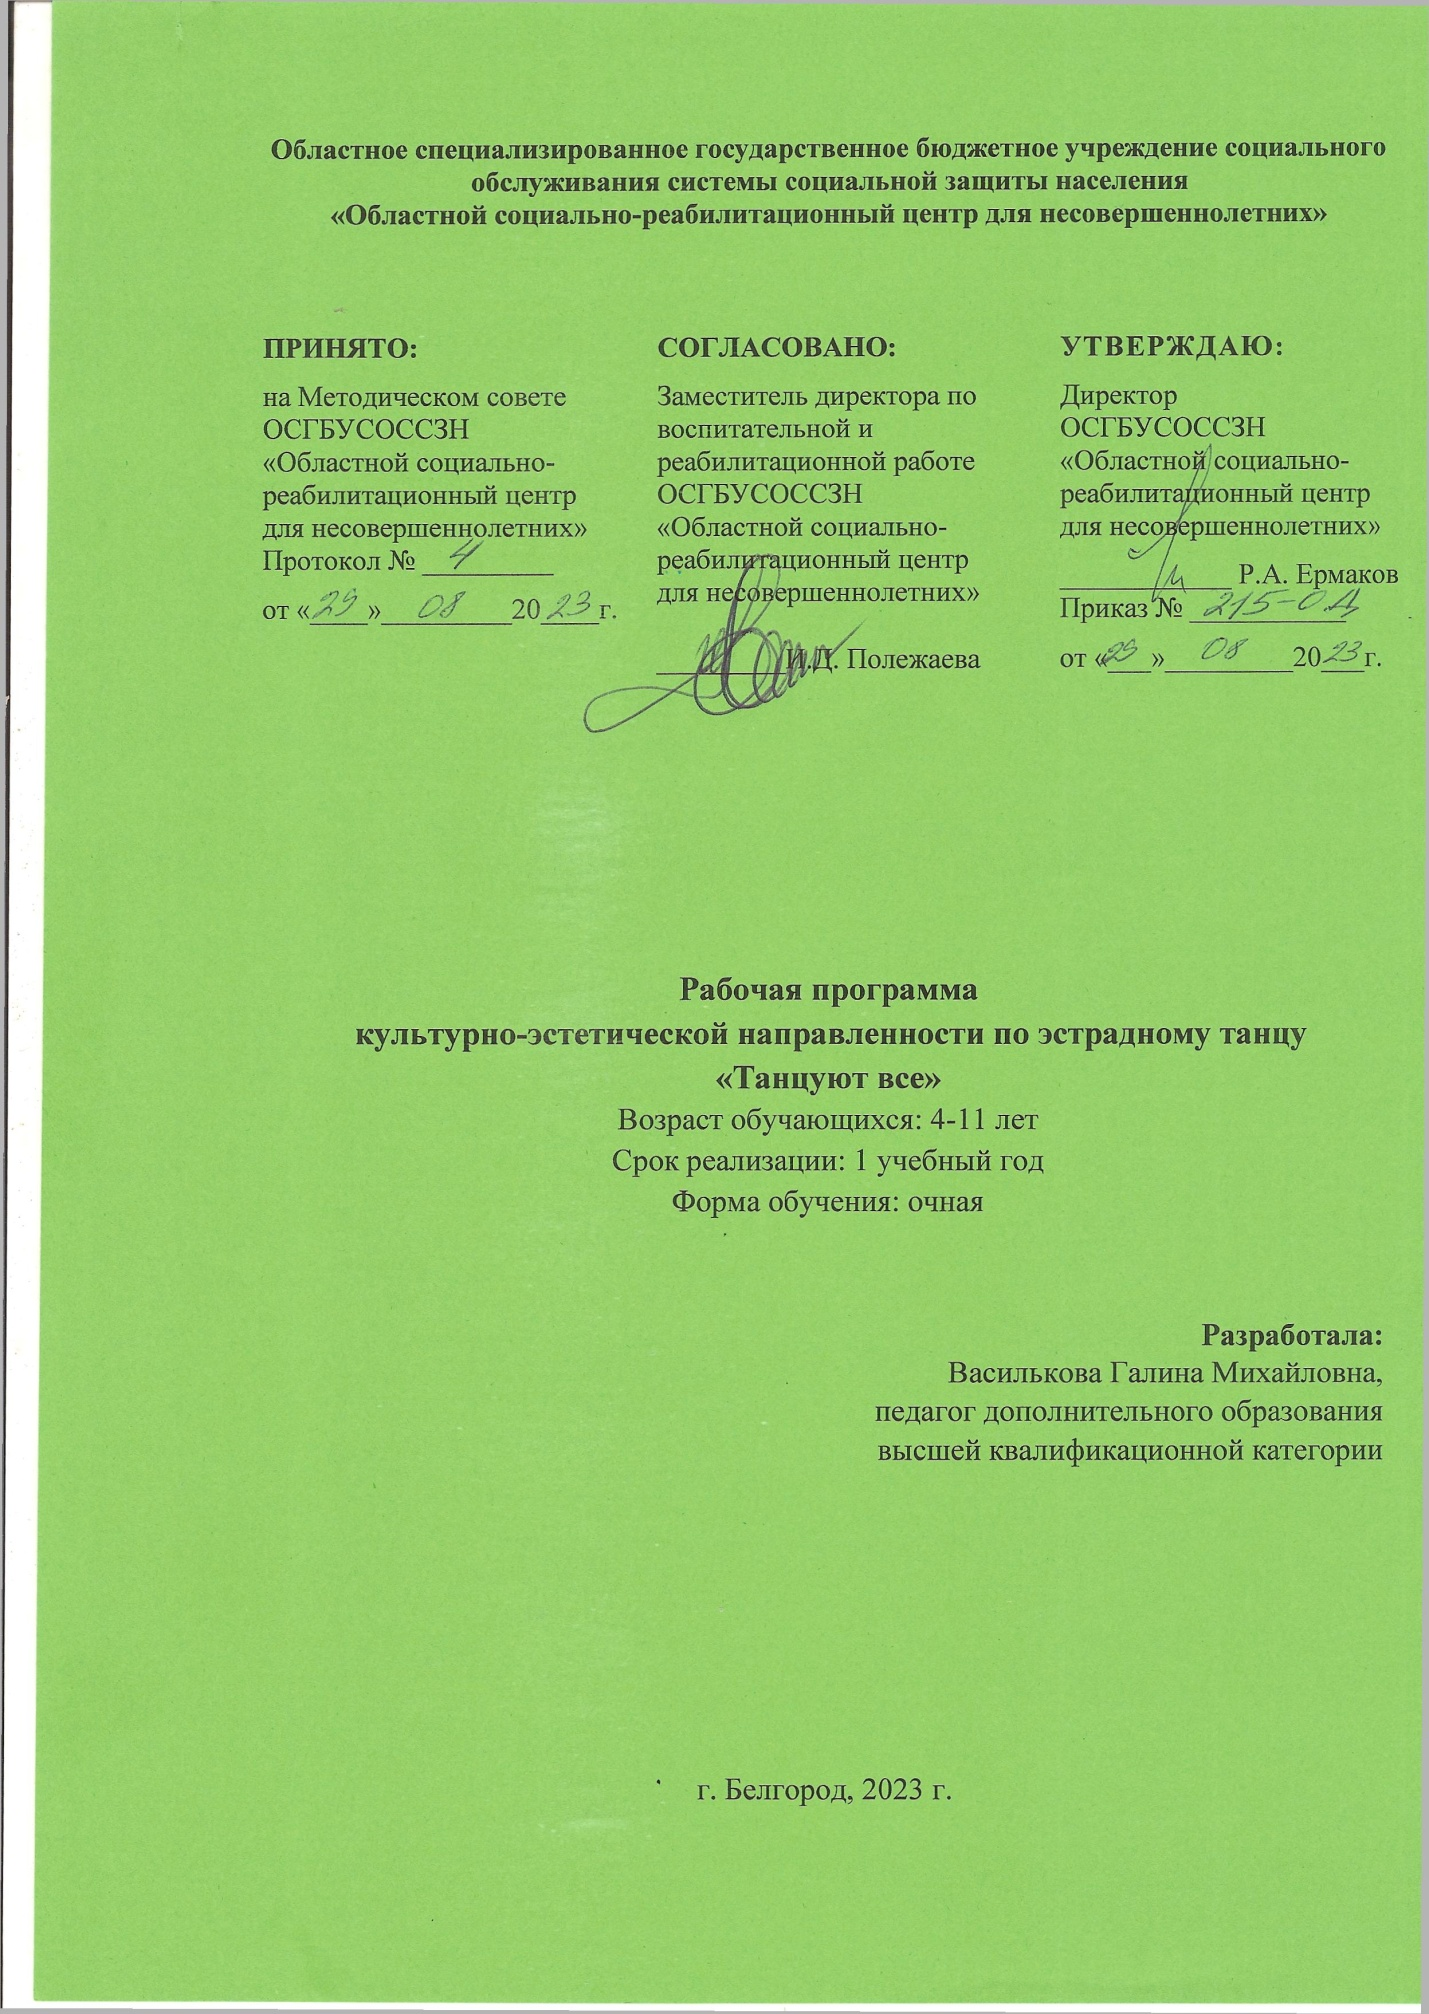 Областное специализированное государственное бюджетное учреждение социального
обслуживания системы социальной защиты населения
«Областной социально-реабилитационный центр для несовершеннолетних»
ПРИНЯТО:
на Методическом совете
ОСГБУСОССЗН
«Областной социально-
реабилитационный центр
для несовершеннолетних»
Протокол № 4
от «29» 08 2023 г.
СОГЛАСОВАНО:
Заместитель директора по
воспитательной и
реабилитационной работе
ОСГБУСОССЗН
«Областной социально-
реабилитационный центр
для несовершеннолетних»
И.Д. Полежаева
УТВЕРЖДАЮ:
Директор
ОСГБУСОССЗН
«Областной социально-
реабилитационный центр
для несовершеннолетних»
Р.А. Ермаков
Приказ № 215-ОД
от «29» 08 2023 г.
Рабочая программа
культурно-эстетической направленности по эстрадному танцу
«Танцуют все»
Возраст обучающихся: 4-11 лет
Срок реализации: 1 учебный год
Форма обучения: очная
Разработала:
Василькова Галина Михайловна,
педагог дополнительного образования
высшей квалификационной категории
г. Белгород, 2023 г.